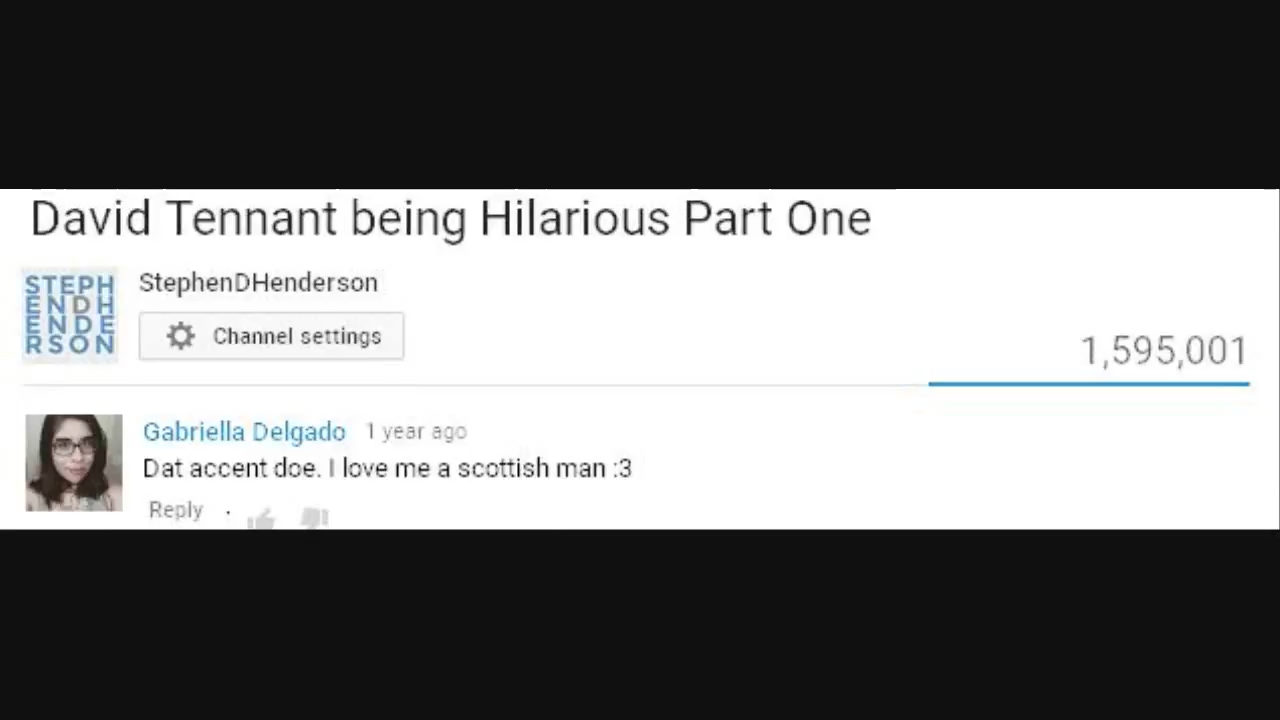 David Tennant being Hilarious Part One
STEPH
ENDH
ENDE
RSON
StephenDHenderson
Channel settings
1,595,001
Gabriella Delgado 1 year ago
Dat accent doe. I love me a scottish man :3
Reply ·